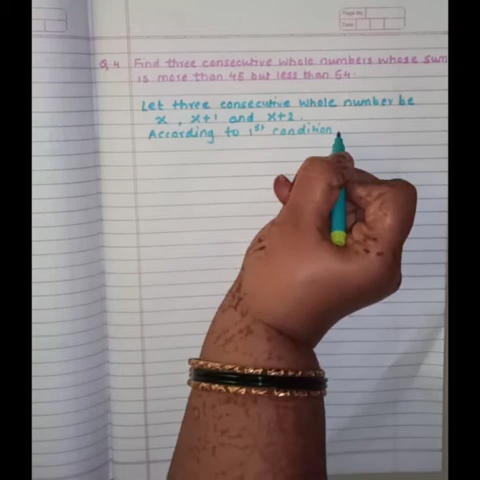 Page No.
Date
Q.4 Find three consecutive whole numbers whose sum
is more than 45 but less than 54.
Let three consecutive whole number be
x, x+1 and x+2.
According to 1st condition